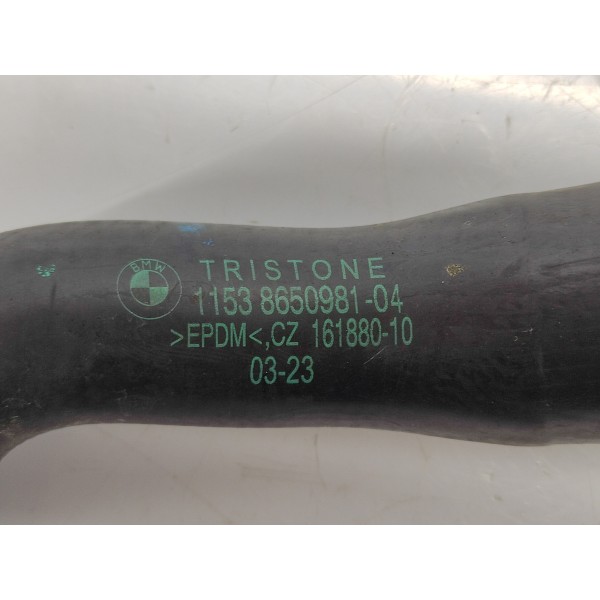 BMW
TRISTONE
1153 8650981-04
>EPDM<,CZ 161880-10
03-23